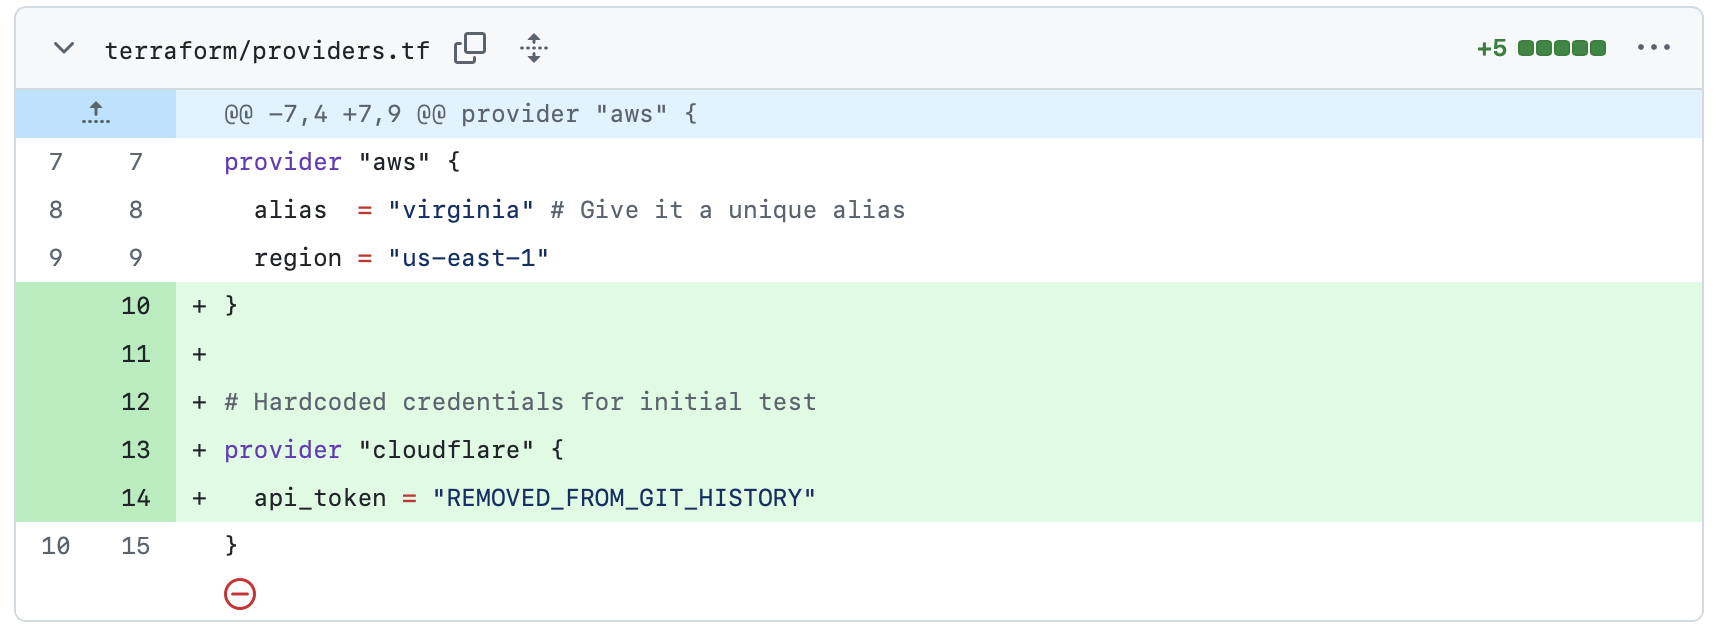 terraform/providers.tf +5
@@ -7,4 +7,9 @@ provider "aws" {
7 7 provider "aws" {
8 8 alias = "virginia" # Give it a unique alias
9 9 region = "us-east-1"
10 + }
11 +
12 + # Hardcoded credentials for initial test
13 + provider "cloudflare" {
14 + api_token = "REMOVED_FROM_GIT_HISTORY"
10 15 }